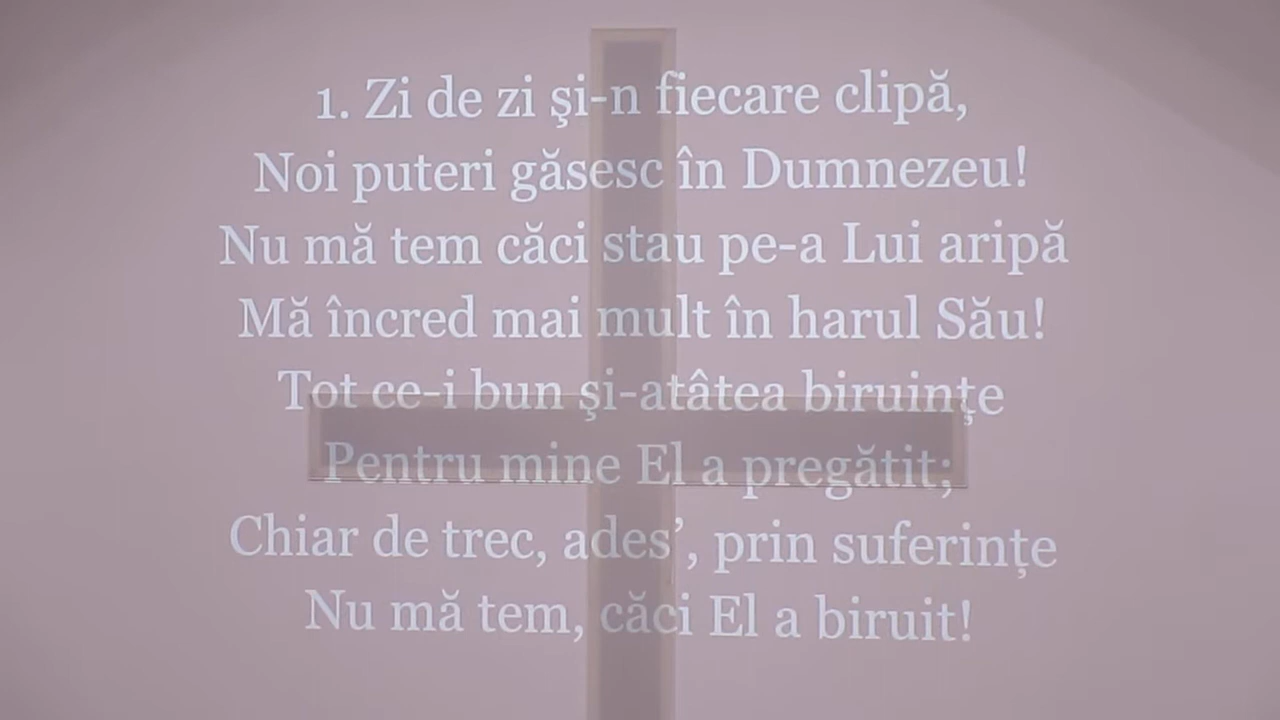 1. Zi de zi şi-n fiecare clipă,
Noi puteri găsesc în Dumnezeu!
Nu mă tem căci stau pe-a Lui aripă
Mă încred mai mult în harul Său!
Tot ce-i bun şi-atâtea biruințe
Pentru mine El a pregătit;
Chiar de trec, ades’, prin suferințe
Nu mă tem, căci El a biruit!